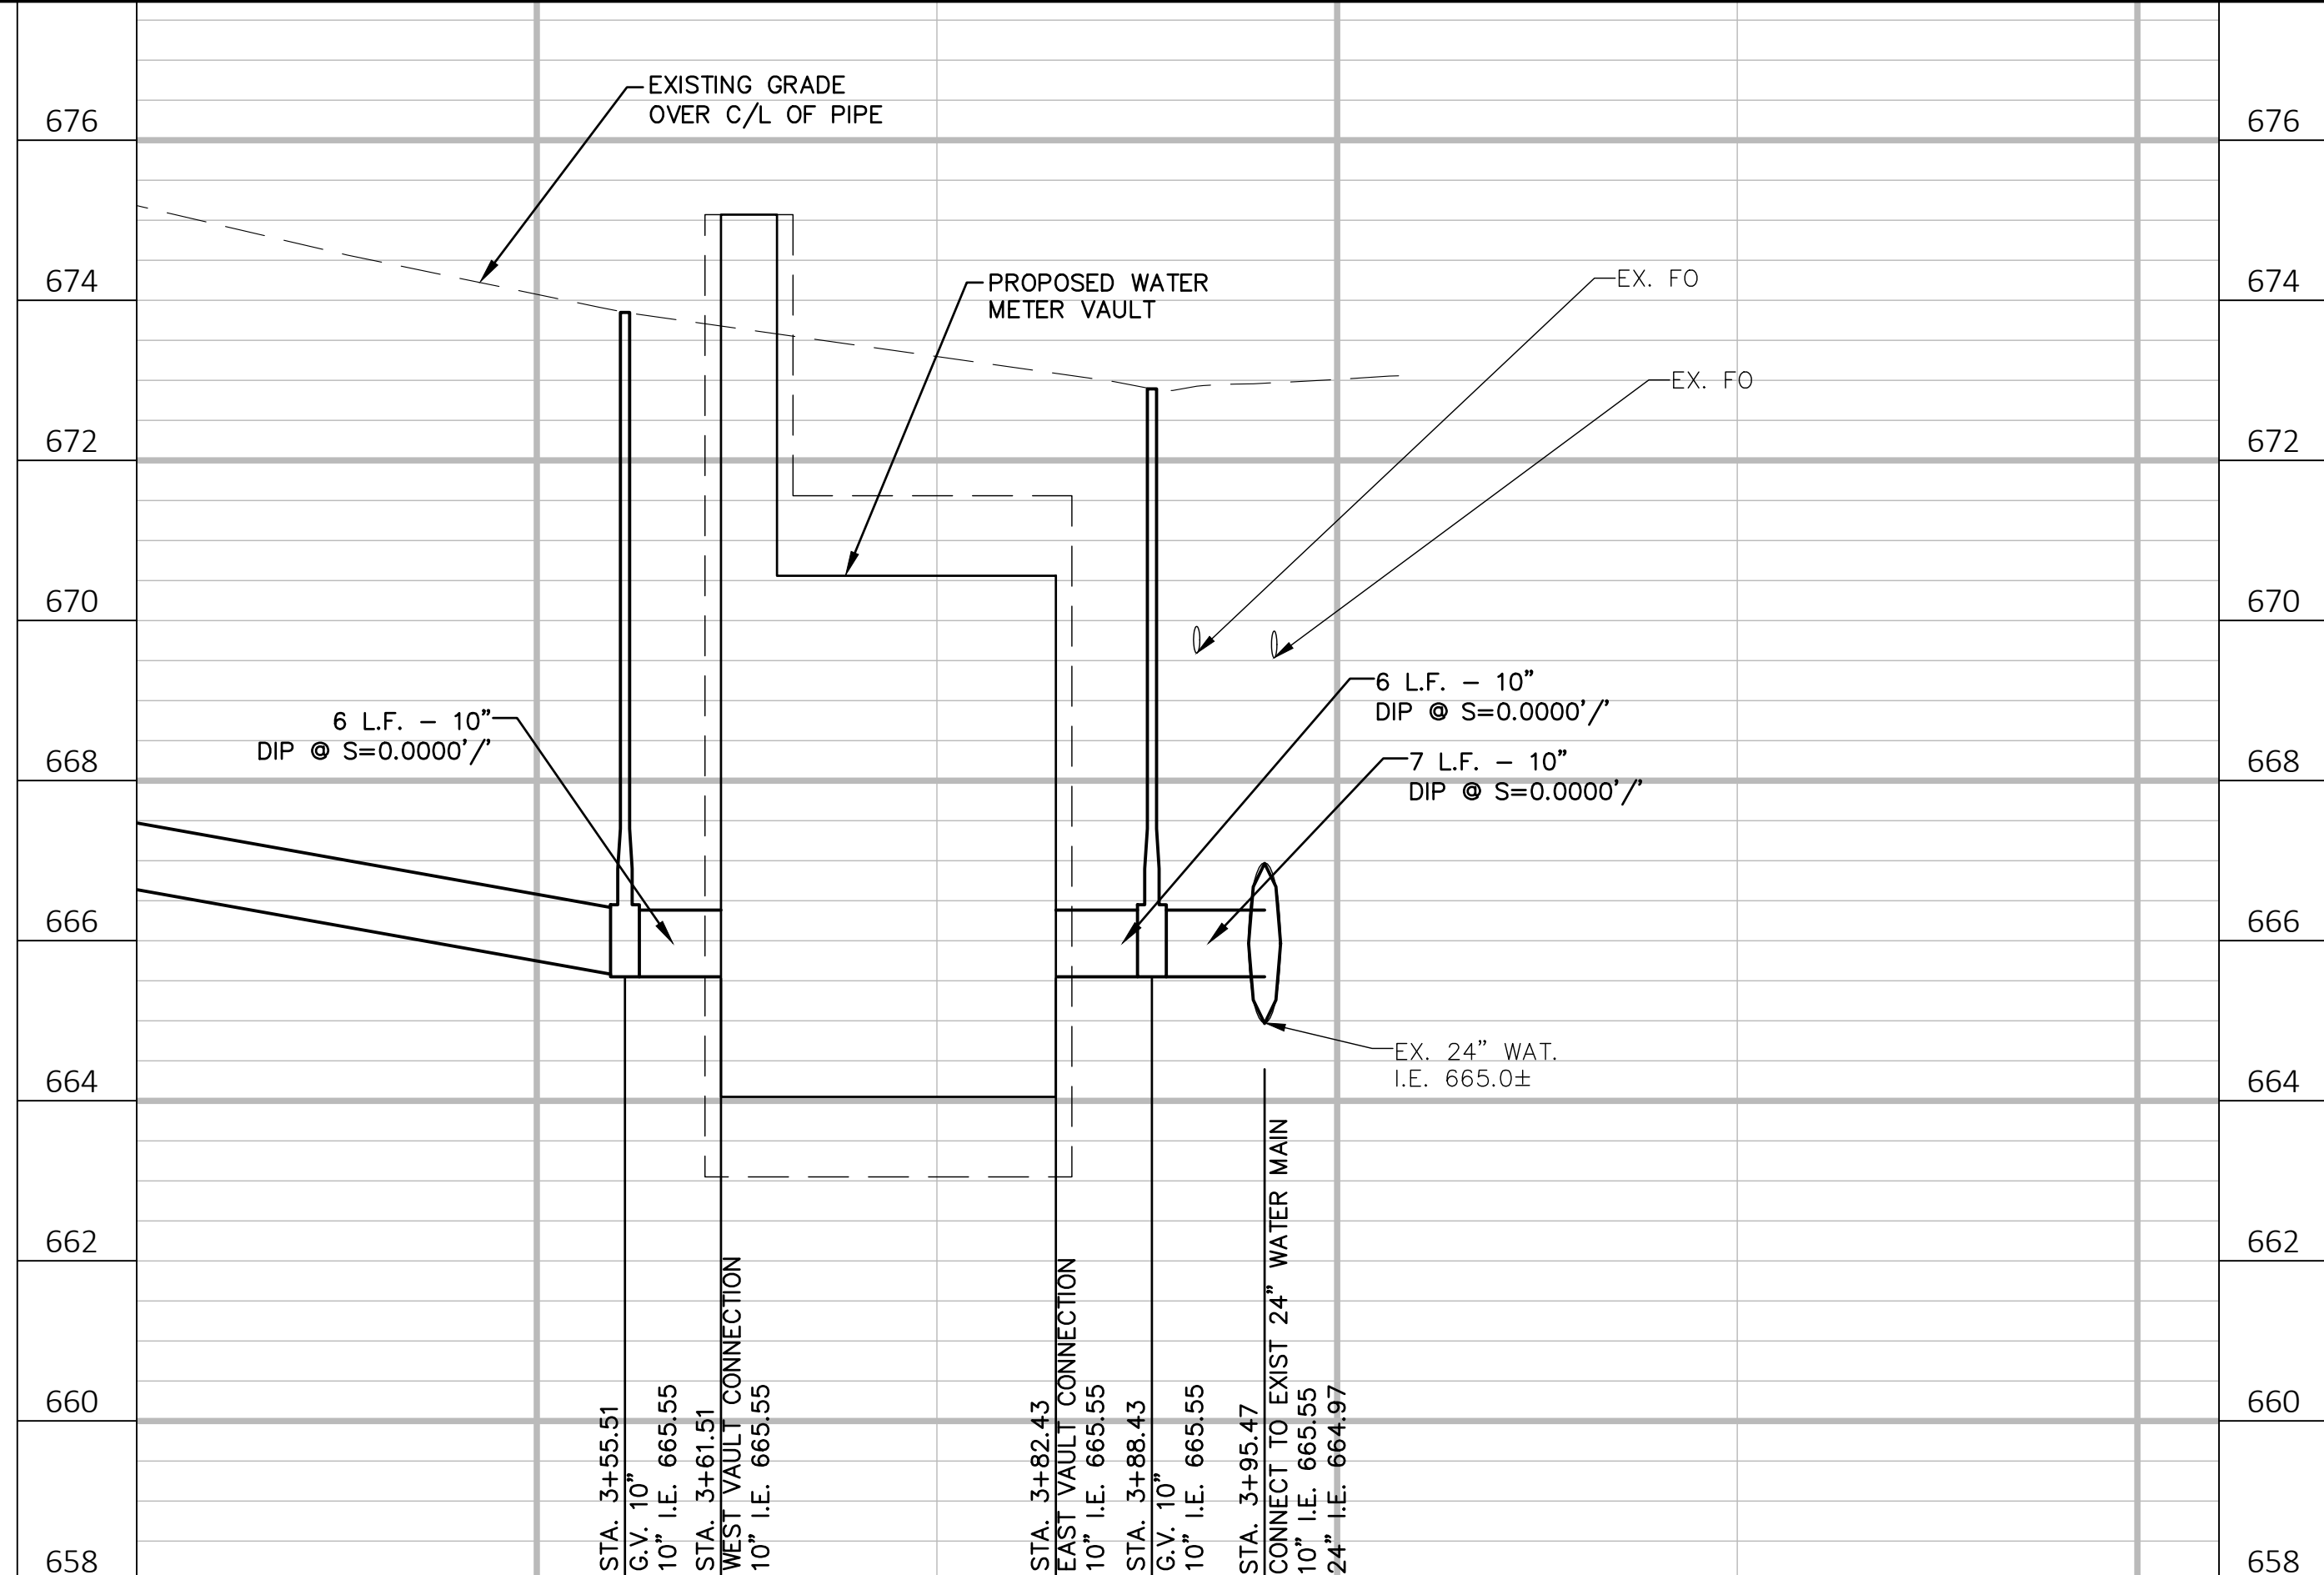 EXISTING GRADE
OVER C/L OF PIPE
676
676
674
PROPOSED WATER
METER VAULT
EX. FO
674
EX. FO
672
672
670
670
6 L.F. – 10”
DIP @ S=0.0000’/’
6 L.F. – 10”
DIP @ S=0.0000’/’
7 L.F. – 10”
DIP @ S=0.0000’/’
668
668
666
666
EX. 24” WAT.
I.E. 665.0±
664
664
662
662
660
660
658
658
STA. 3+55.51
G.V. 10”
10” I.E. 665.55
STA. 3+61.51
WEST VAULT CONNECTION
10” I.E. 665.55
STA. 3+82.43
EAST VAULT CONNECTION
10” I.E. 665.55
STA. 3+88.43
G.V. 10”
10” I.E. 665.55
STA. 3+95.47
CONNECT TO EXIST 24” WATER MAIN
10” I.E. 665.55
24” I.E. 664.97